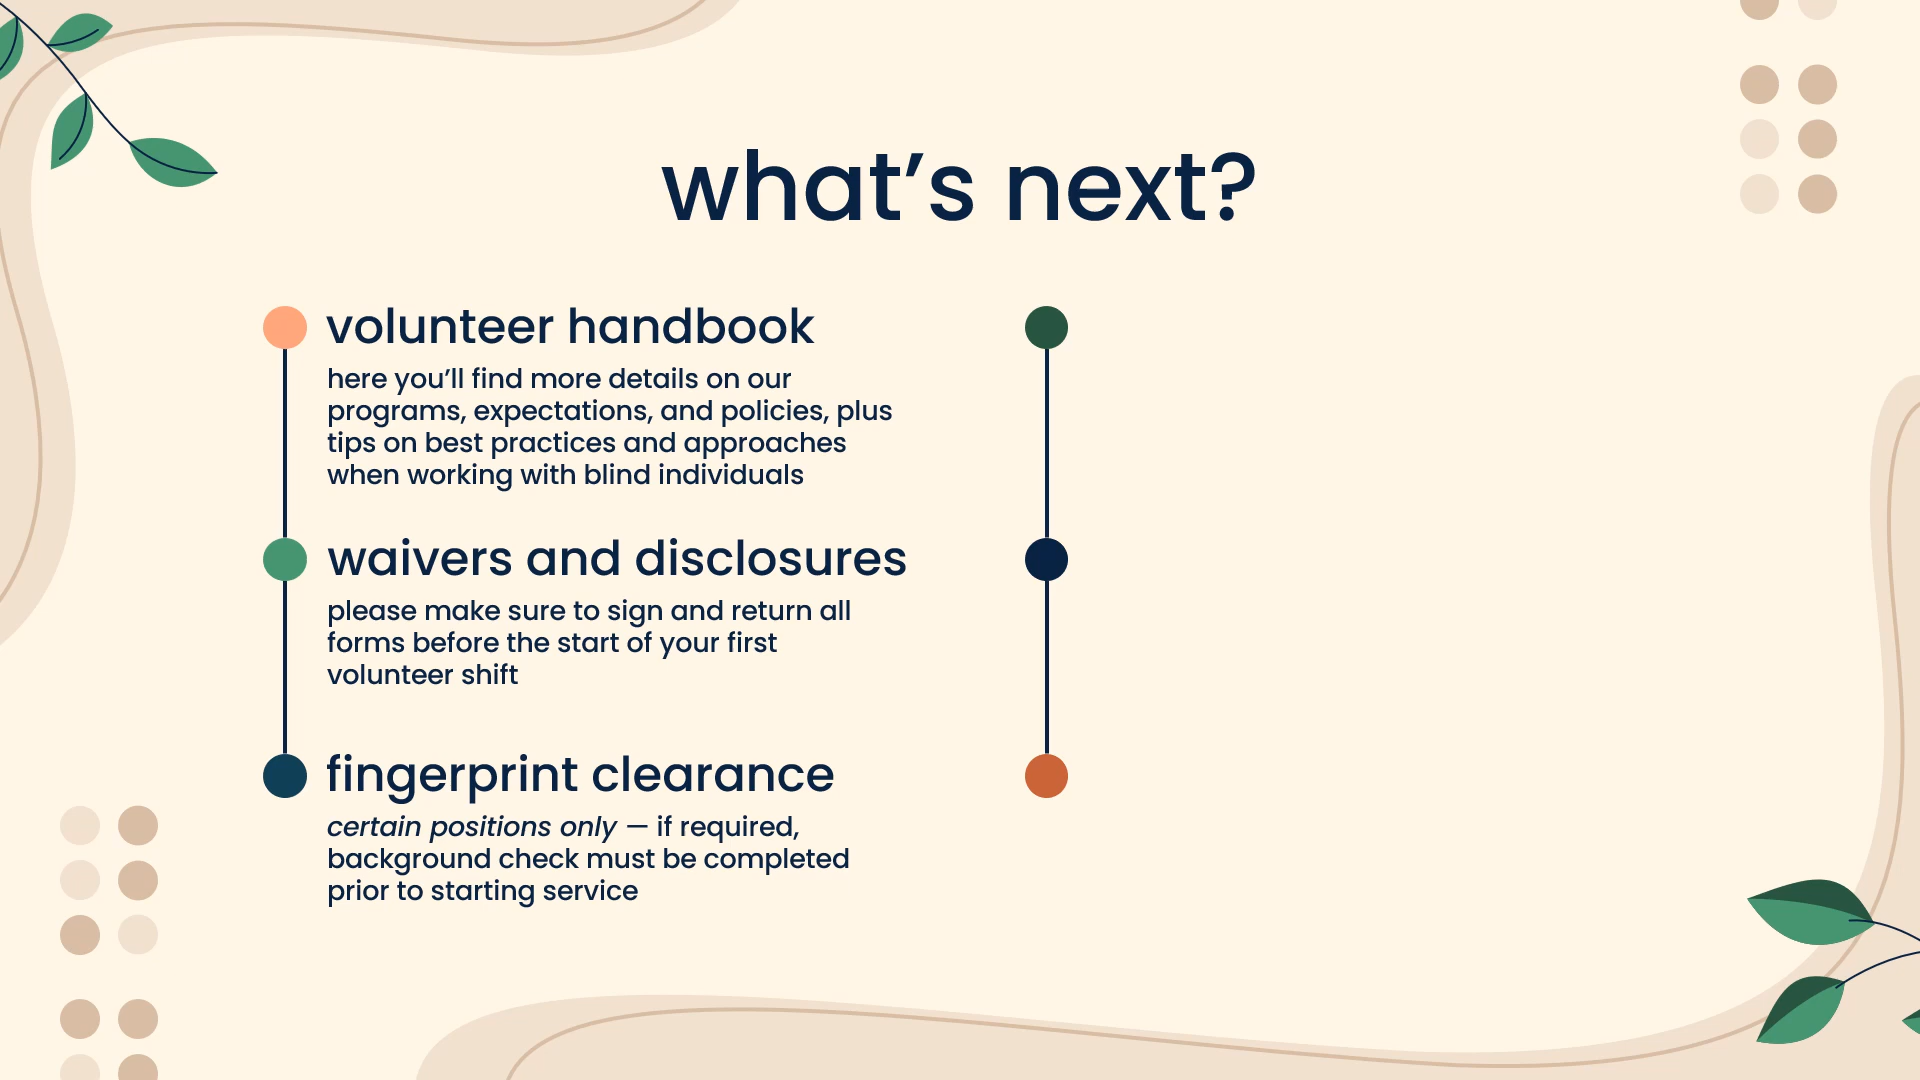 what’s next?
volunteer handbook
here you’ll find more details on our
programs, expectations, and policies, plus
tips on best practices and approaches
when working with blind individuals
waivers and disclosures
please make sure to sign and return all
forms before the start of your first
volunteer shift
fingerprint clearance
certain positions only — if required,
background check must be completed
prior to starting service